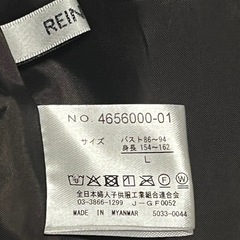 REIN
NO. 4656000-01
サイズ
バスト86~94
身長 154~162
L
全日本婦人子供服工業組合連合会
03-3866-1299 J-GF0052
MADE IN MYANMAR 5033-0044